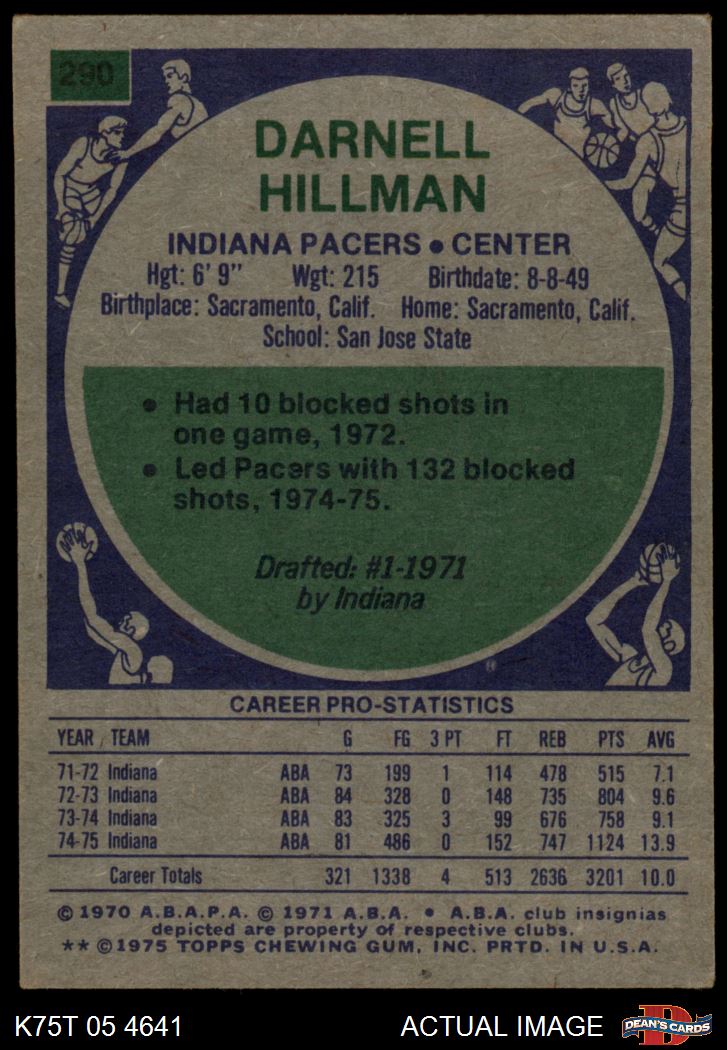 290
DARNELL
HILLMAN
INDIANA PACERS ● CENTER
Hgt: 6' 9" Wgt: 215 Birthdate: 8-8-49
Birthplace: Sacramento, Calif. Home: Sacramento, Calif.
School: San Jose State
● Had 10 blocked shots in
one game, 1972.
● Led Pacers with 132 blocked
shots, 1974-75.
Drafted: #1-1971
by Indiana
®
CAREER PRO-STATISTICS
YEAR TEAM G FG 3 PT FT REB PTS AVG
71-72 Indiana ABA 73 199 1 114 478 515 7.1
72-73 Indiana ABA 84 328 0 148 735 804 9.6
73-74 Indiana ABA 83 325 3 99 676 758 9.1
74-75 Indiana ABA 81 486 0 152 747 1124 13.9
Career Totals 321 1338 4 513 2636 3201 10.0
© 1970 A.B.A.P.A. © 1971 A.B.A. ● A.B.A. club insignias
depicted are property of respective clubs.
** © 1975 TOPPS CHEWING GUM, INC. PRTD. IN U.S.A.
K75T 05 4641 ACTUAL IMAGE
D
DEAN'S CARDS